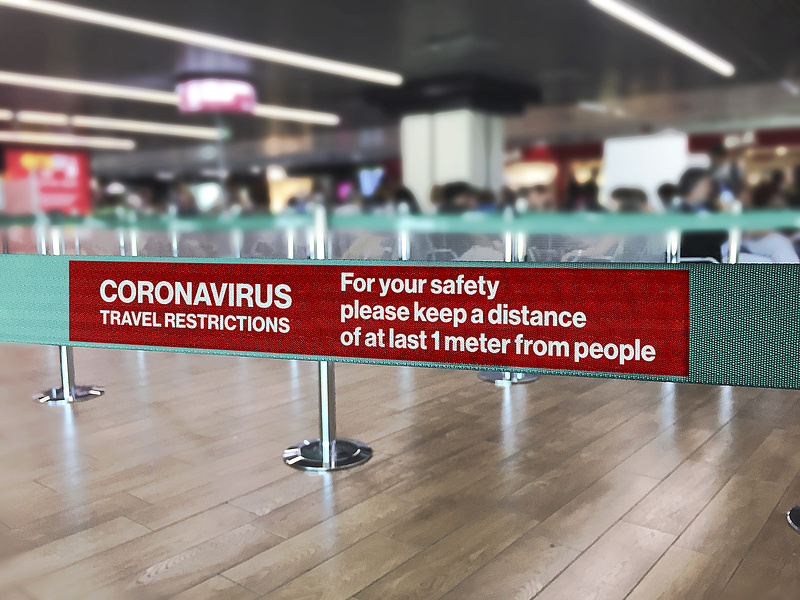 CORONAVIRUS
TRAVEL RESTRICTIONS
For your safety
please keep a distance
of at last 1 meter from people